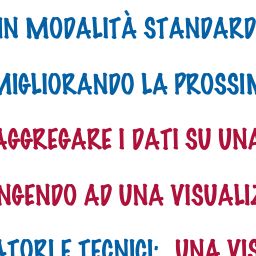 IN MODALITÀ STANDARD
MIGLIORANDO LA PROSSIM
AGGREGARE I DATI SU UNA
NGENDO AD UNA VISUALIZ
ATORI E TECNICI: UNA VIS